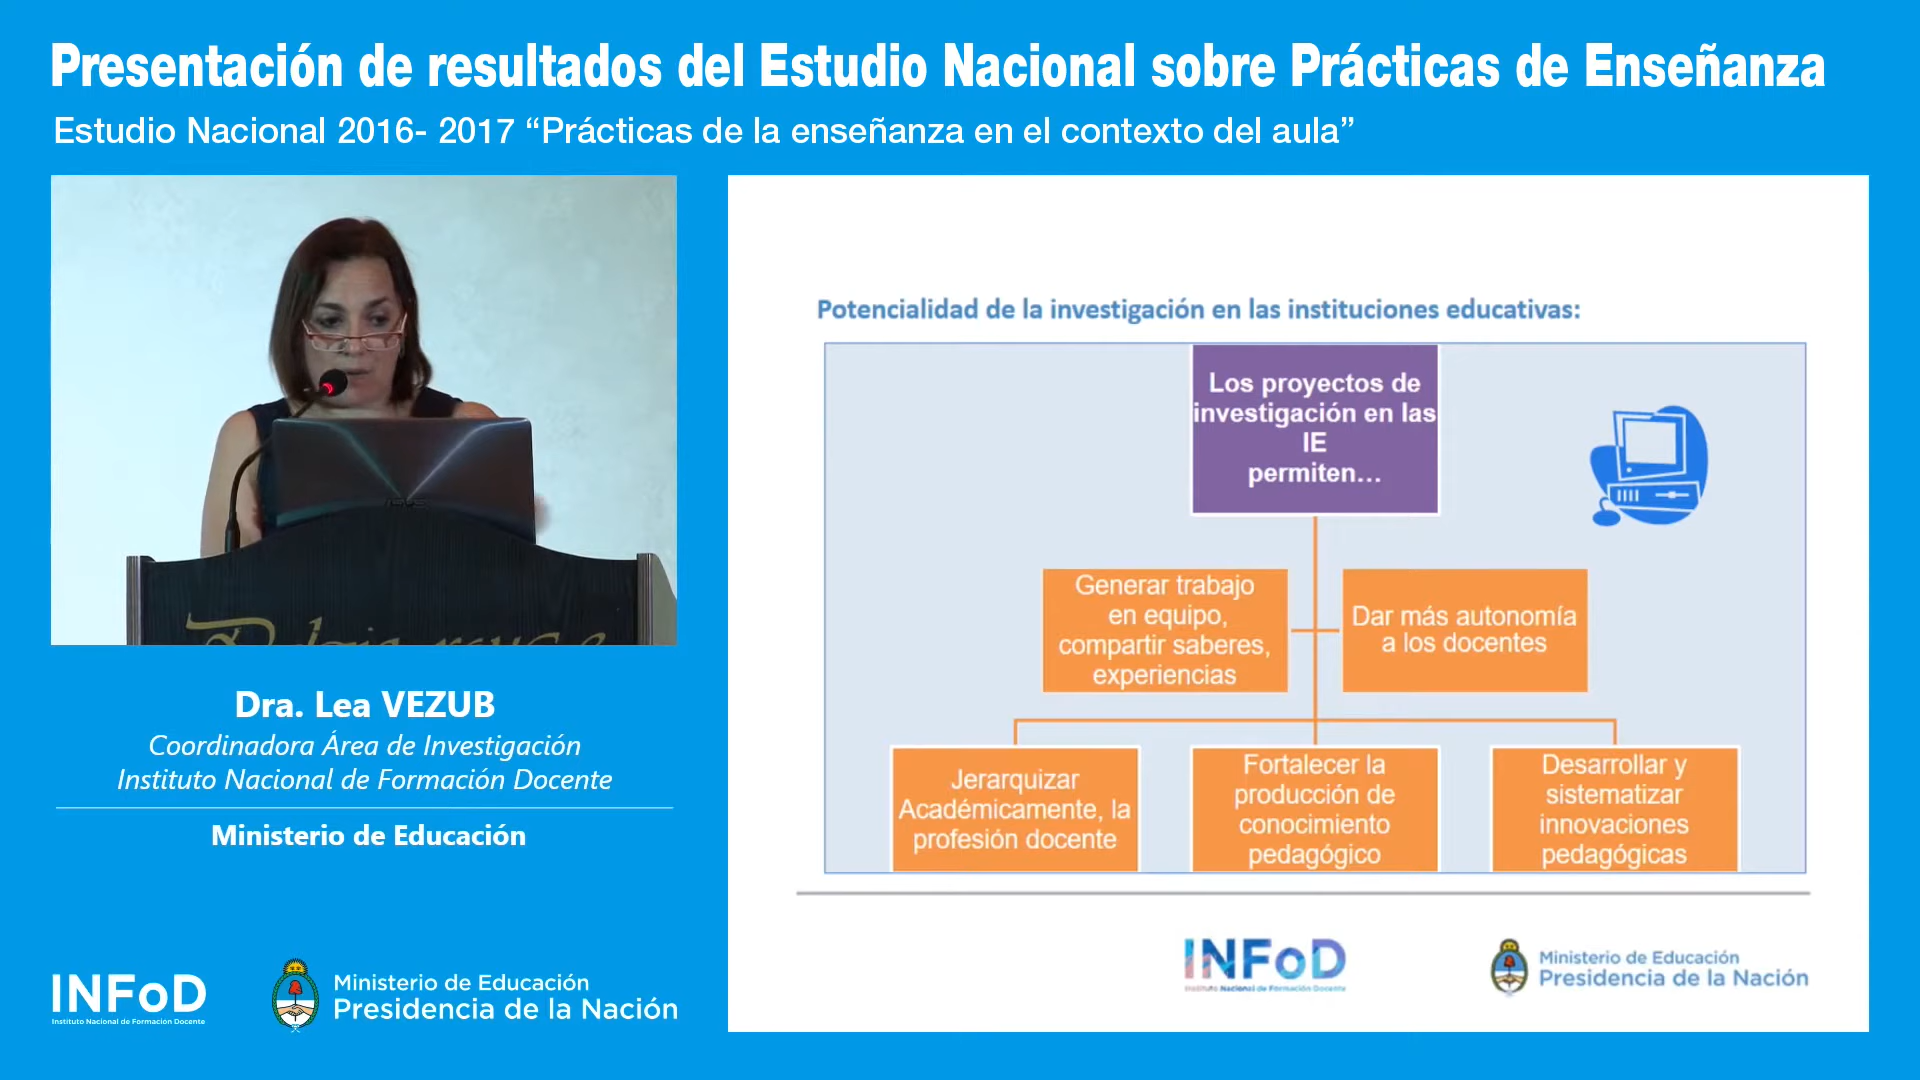 Presentación de resultados del Estudio Nacional sobre Prácticas de Enseñanza
Estudio Nacional 2016- 2017 “Prácticas de la enseñanza en el contexto del aula”
Dra. Lea VEZUB
Coordinadora Área de Investigación
Instituto Nacional de Formación Docente
Ministerio de Educación
INFoD
Instituto Nacional de Formación Docente
Ministerio de Educación
Presidencia de la Nación
Potencialidad de la investigación en las instituciones educativas:
Los proyectos de
investigación en las
IE
permiten...
Generar trabajo
en equipo,
compartir saberes,
experiencias
Dar más autonomía
a los docentes
Jerarquizar
Académicamente, la
profesión docente
Fortalecer la
producción de
conocimiento
pedagógico
Desarrollar y
sistematizar
innovaciones
pedagógicas
INFoD
Instituto Nacional de Formación Docente
Ministerio de Educación
Presidencia de la Nación